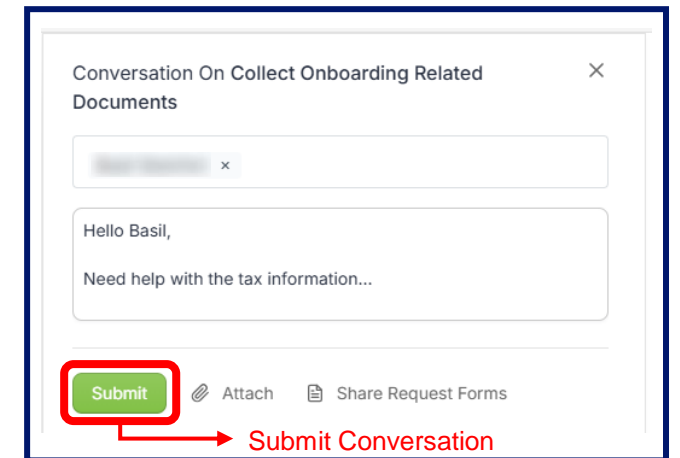 Conversation On Collect Onboarding Related
Documents
×
Hello Basil,
Need help with the tax information...
Submit
Attach
Share Request Forms
Submit Conversation